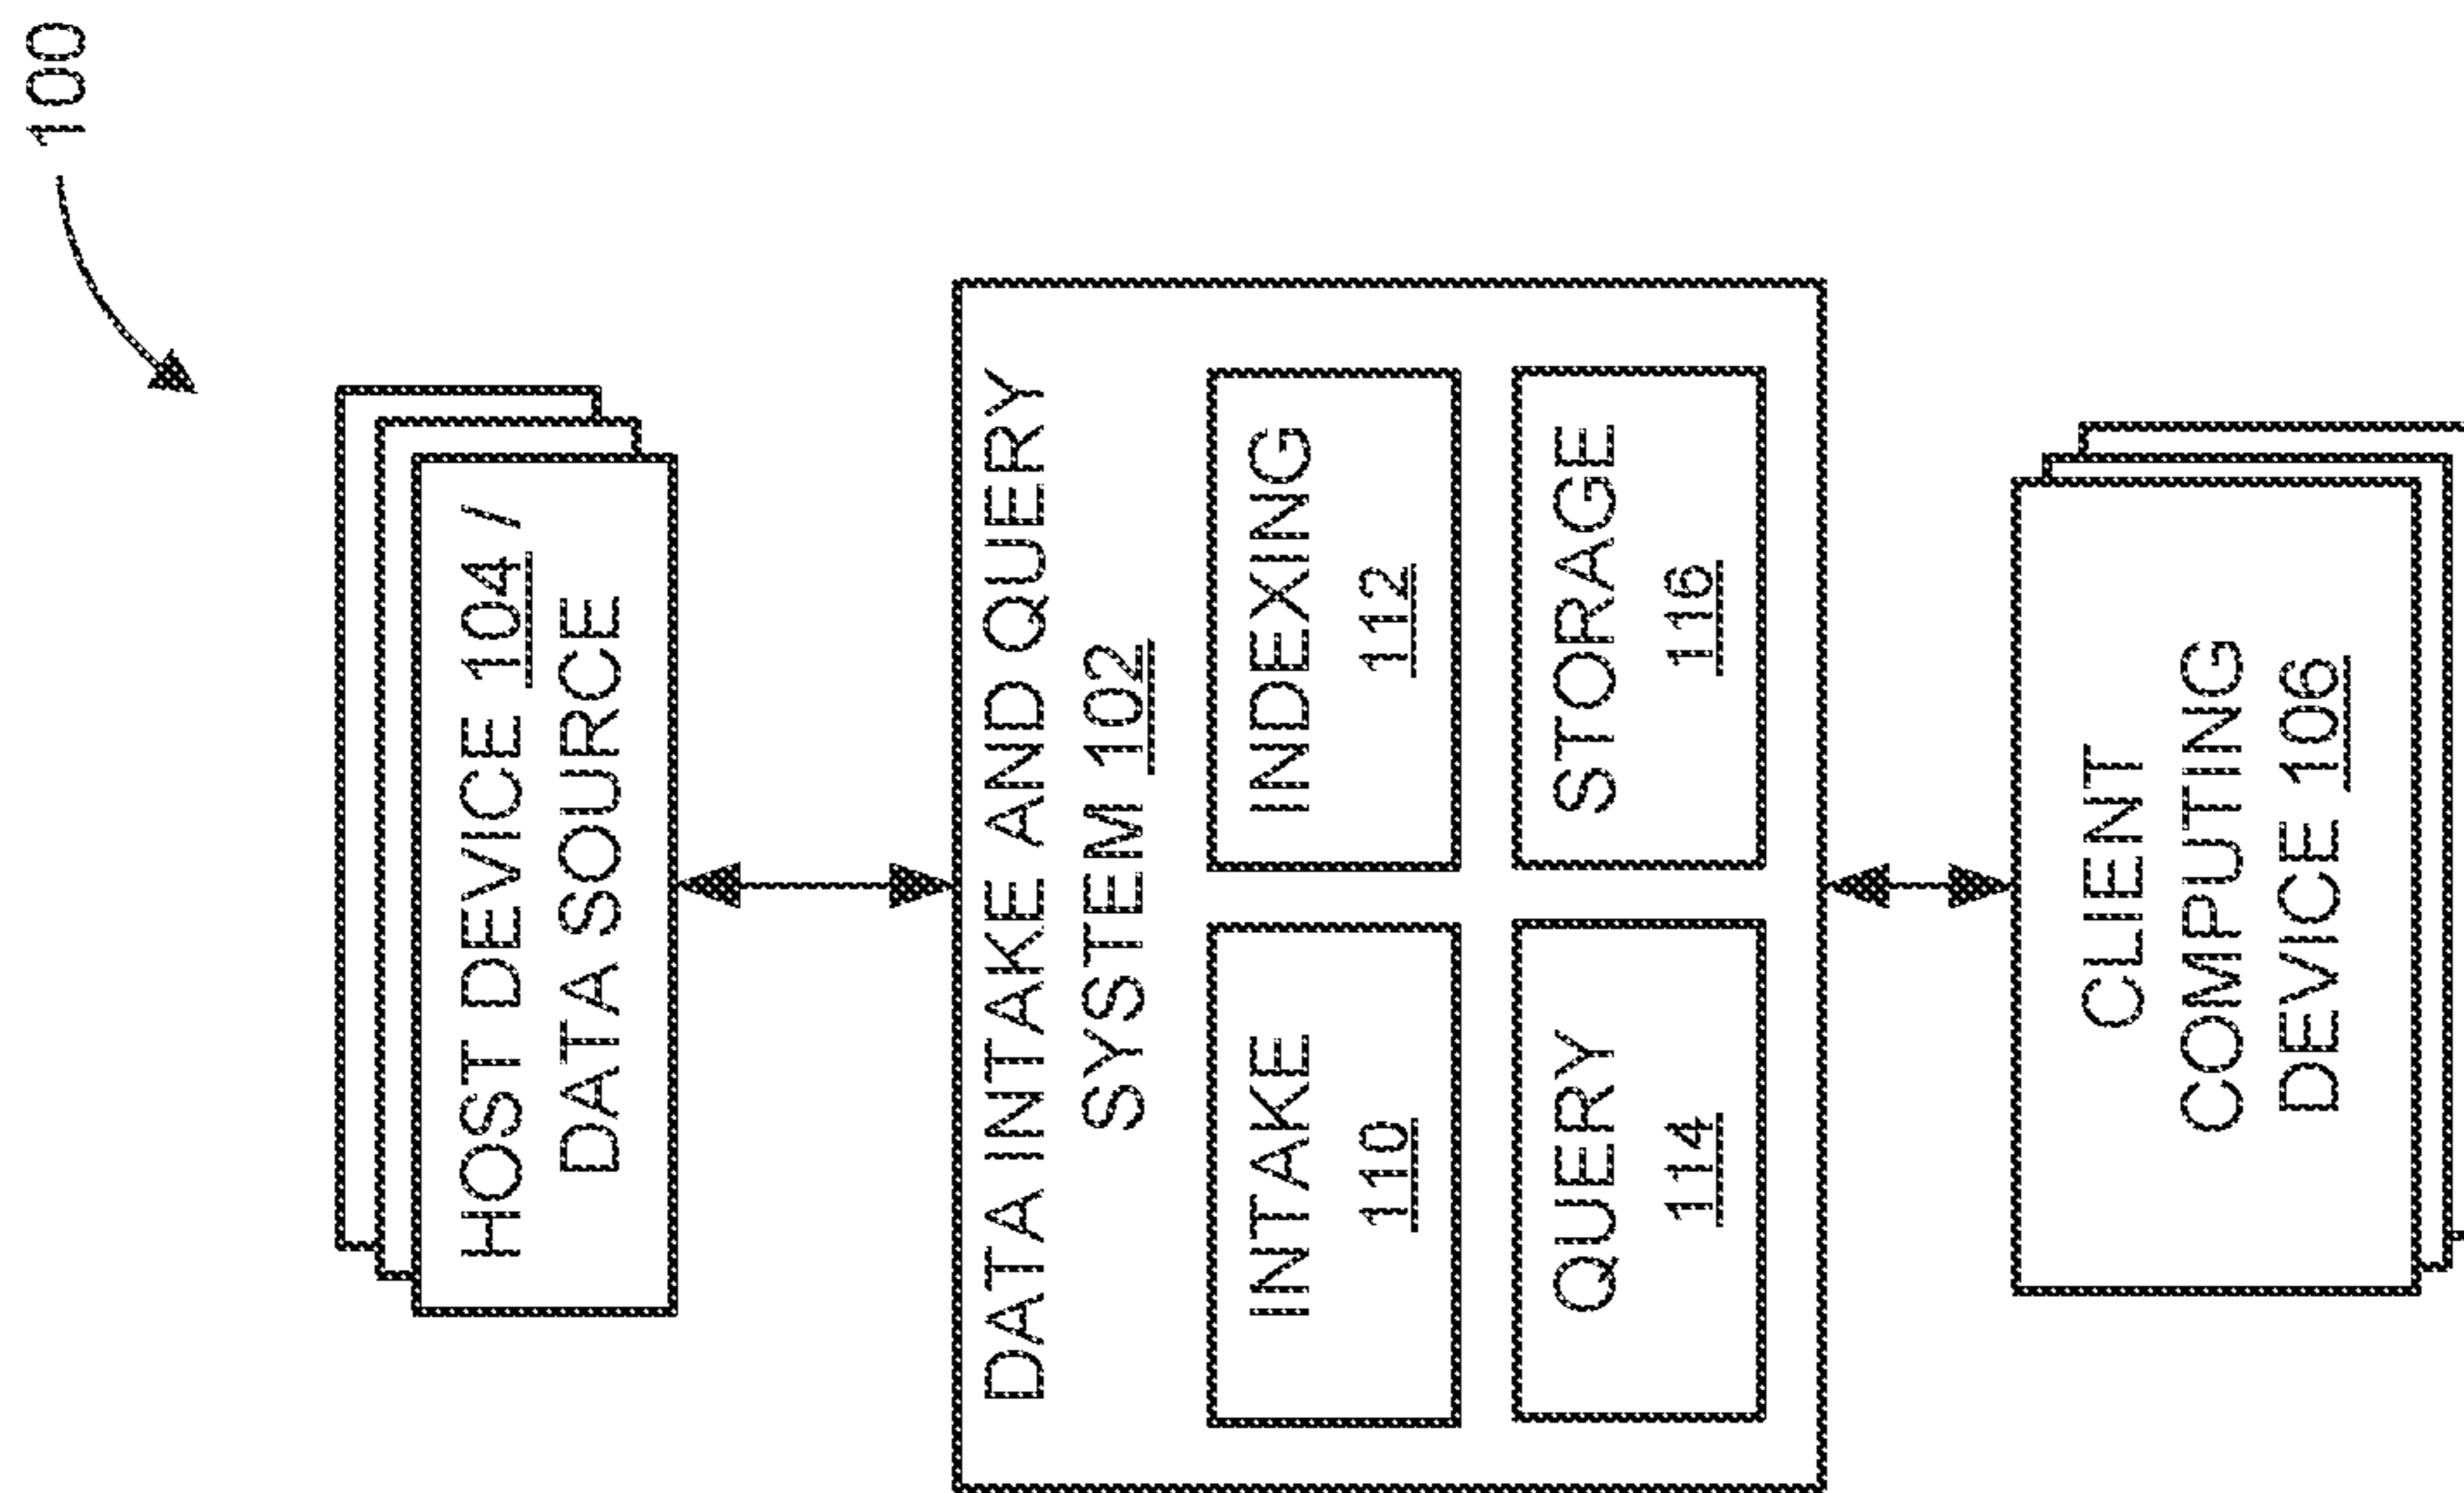 100
HOST DEVICE 104 /
DATA SOURCE
DATA INTAKE AND QUERY
SYSTEM 102
INTAKE
110
INDEXING
112
QUERY
114
STORAGE
116
CLIENT
COMPUTING
DEVICE 106